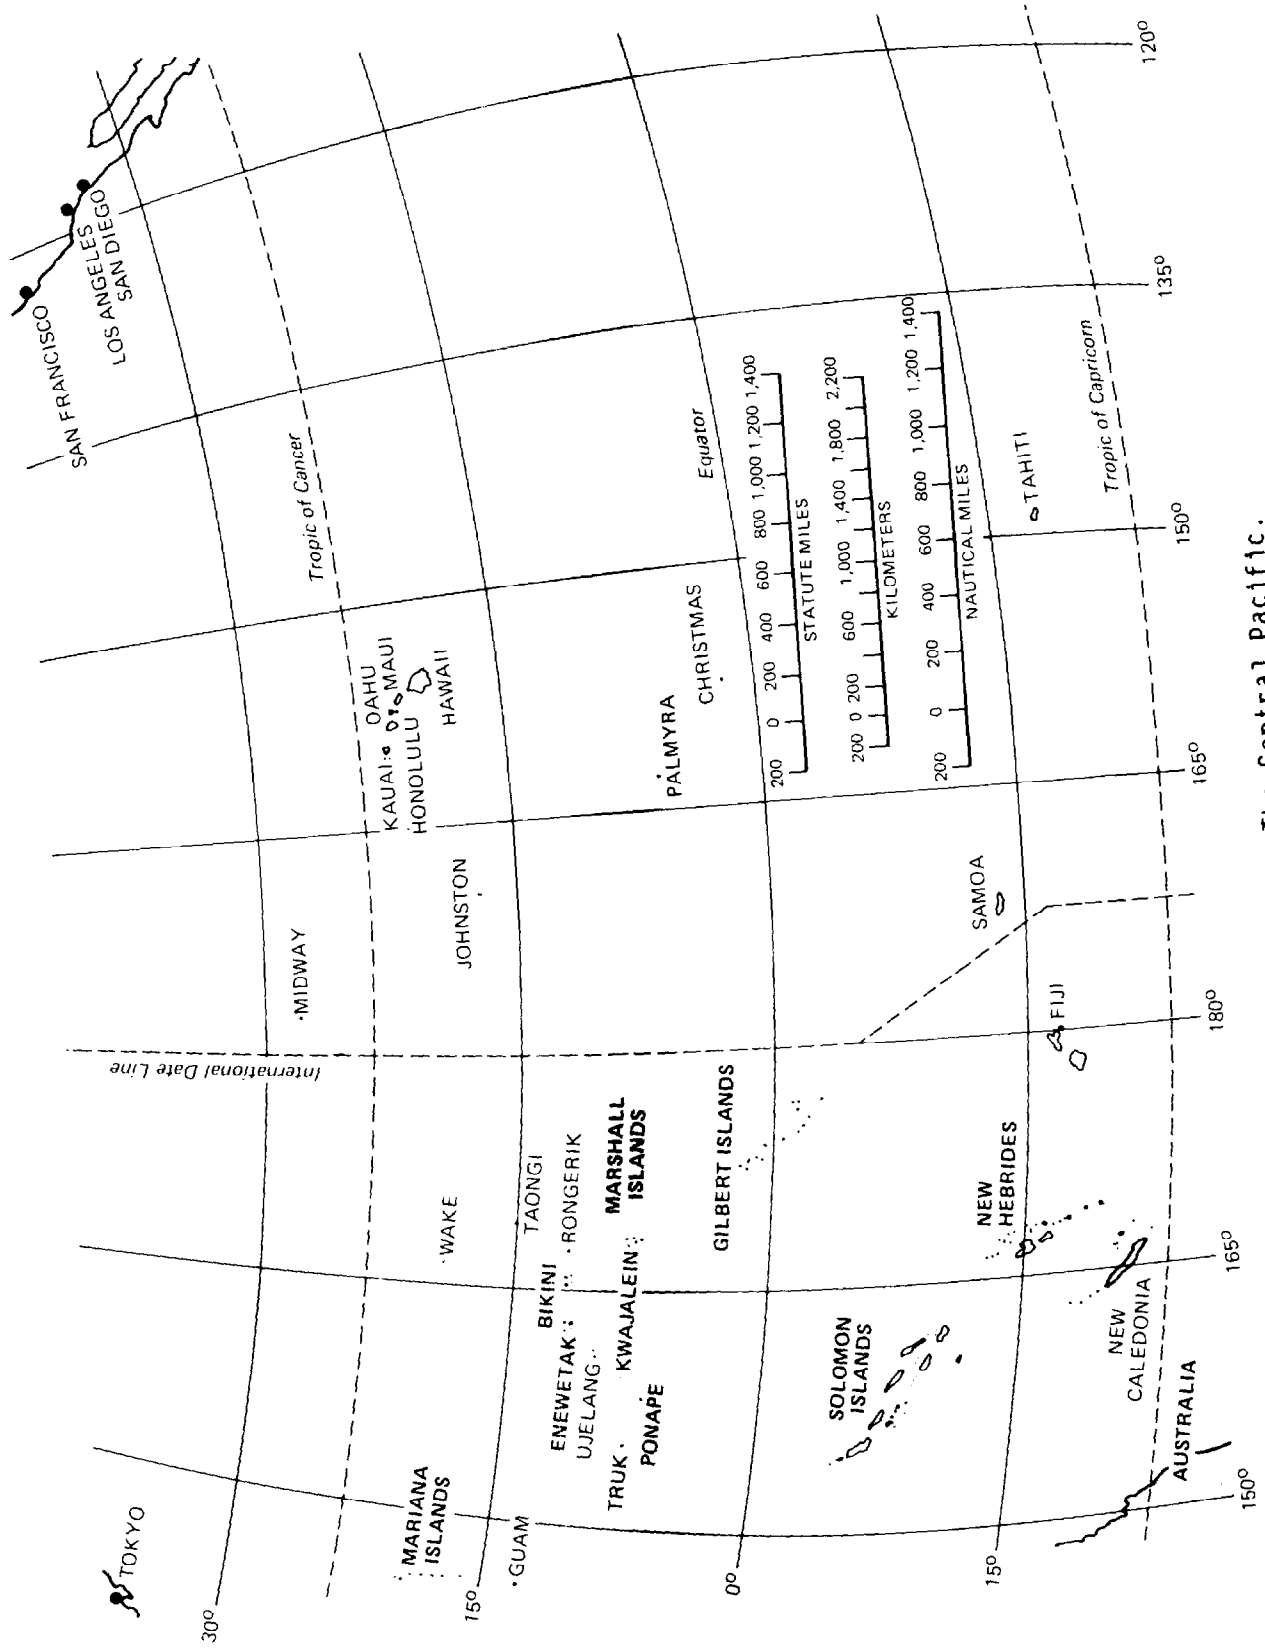 TOKYO
SAN FRANCISCO
LOS ANGELES
SAN DIEGO
30°
International Date Line
MIDWAY
Tropic of Cancer
KAUAI
OAHU
MAUI
HONOLULU
HAWAII
MARIANA
ISLANDS
WAKE
JOHNSTON
15°
GUAM
TAONGI
BIKINI
ENEWETAK
RONGERIK
UJELANG
MARSHALL
ISLANDS
KWAJALEIN
TRUK
PONAPE
PALMYRA
CHRISTMAS
Equator
0°
GILBERT ISLANDS
200 0 200 400 600 800 1,000 1,200 1,400
STATUTE MILES
200 0 200 600 1,000 1,400 1,800 2,200
KILOMETERS
200 0 200 400 600 800 1,000 1,200 1,400
NAUTICAL MILES
SOLOMON
ISLANDS
SAMOA
15°
NEW
HEBRIDES
FIJI
TAHITI
NEW
CALEDONIA
Tropic of Capricorn
AUSTRALIA
150°
165°
180°
165°
150°
135°
120°
Central Pacific.